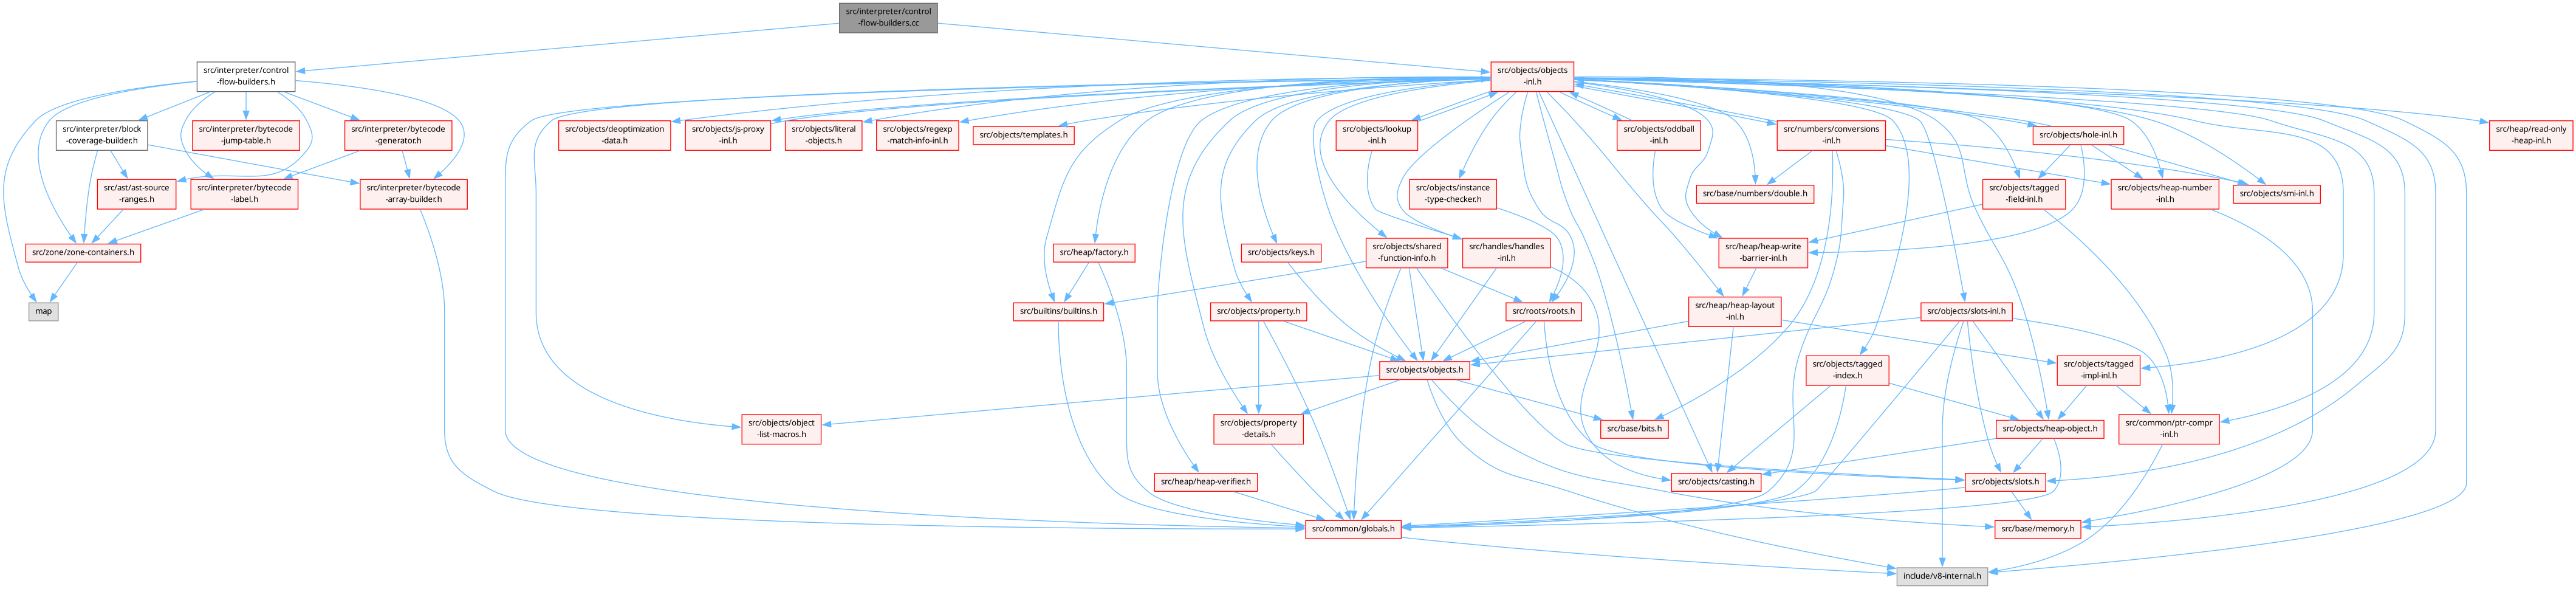 src/interpreter/control
-flow-builders.cc
src/interpreter/control
-flow-builders.h
src/objects/objects
-inl.h
src/interpreter/block
-coverage-builder.h
src/interpreter/bytecode
-jump-table.h
src/interpreter/bytecode
-generator.h
src/objects/deoptimization
-data.h
src/objects/js-proxy
-inl.h
src/objects/literal
-objects.h
src/objects/regexp
-match-info-inl.h
src/objects/templates.h
src/objects/lookup
-inl.h
src/objects/oddball
-inl.h
src/numbers/conversions
-inl.h
src/objects/hole-inl.h
src/heap/read-only
-heap-inl.h
src/ast/ast-source
-ranges.h
src/interpreter/bytecode
-label.h
src/interpreter/bytecode
-array-builder.h
src/objects/instance
-type-checker.h
src/base/numbers/double.h
src/objects/tagged
-field-inl.h
src/objects/heap-number
-inl.h
src/objects/smi-inl.h
src/zone/zone-containers.h
src/heap/factory.h
src/objects/keys.h
src/objects/shared
-function-info.h
src/handles/handles
-inl.h
src/heap/heap-write
-barrier-inl.h
map
src/builtins/builtins.h
src/objects/property.h
src/roots/roots.h
src/heap/heap-layout
-inl.h
src/objects/slots-inl.h
src/objects/objects.h
src/objects/tagged
-index.h
src/objects/tagged
-impl-inl.h
src/objects/object
-list-macros.h
src/objects/property
-details.h
src/base/bits.h
src/objects/heap-object.h
src/common/ptr-compr
-inl.h
src/heap/heap-verifier.h
src/objects/casting.h
src/objects/slots.h
src/common/globals.h
src/base/memory.h
include/v8-internal.h